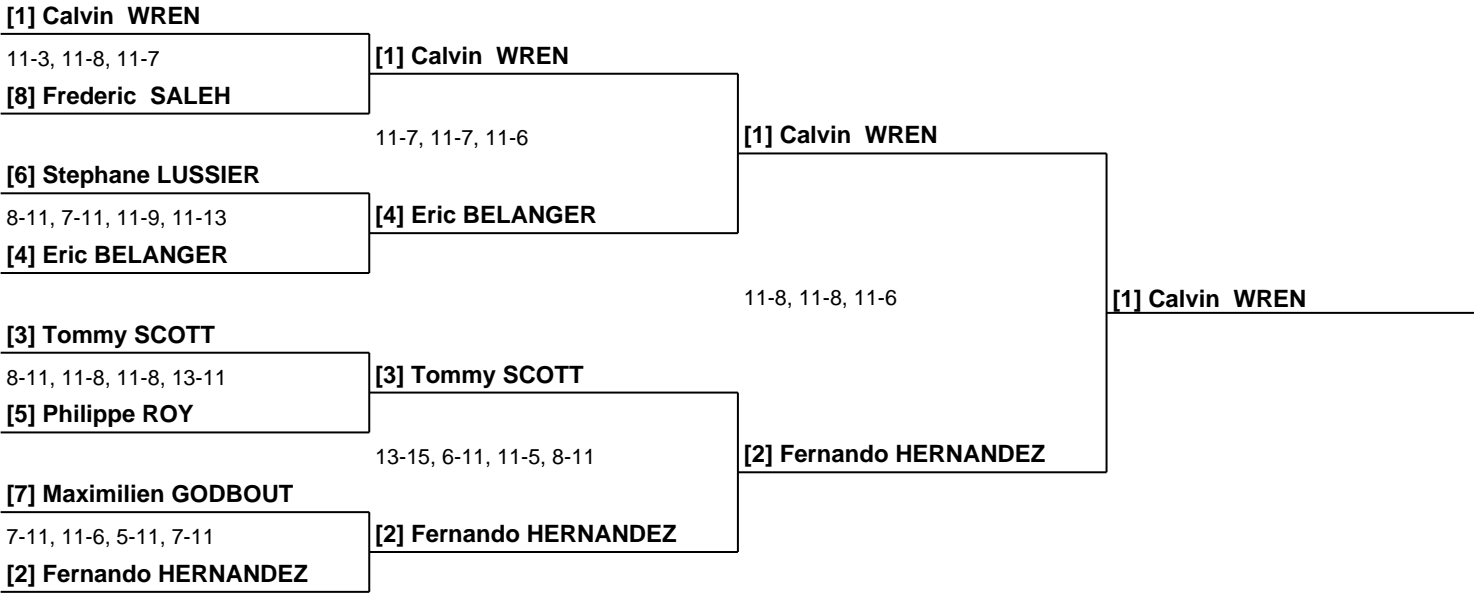 [1] Calvin  WREN
11-3, 11-8, 11-7
[8] Frederic  SALEH
[1] Calvin  WREN
11-7, 11-7, 11-6
[6] Stephane LUSSIER
8-11, 7-11, 11-9, 11-13
[4] Eric BELANGER
[4] Eric BELANGER
[1] Calvin  WREN
11-8, 11-8, 11-6
[1] Calvin  WREN
[3] Tommy SCOTT
8-11, 11-8, 11-8, 13-11
[5] Philippe ROY
[3] Tommy SCOTT
13-15, 6-11, 11-5, 8-11
[2] Fernando HERNANDEZ
[7] Maximilien GODBOUT
7-11, 11-6, 5-11, 7-11
[2] Fernando HERNANDEZ
[2] Fernando HERNANDEZ